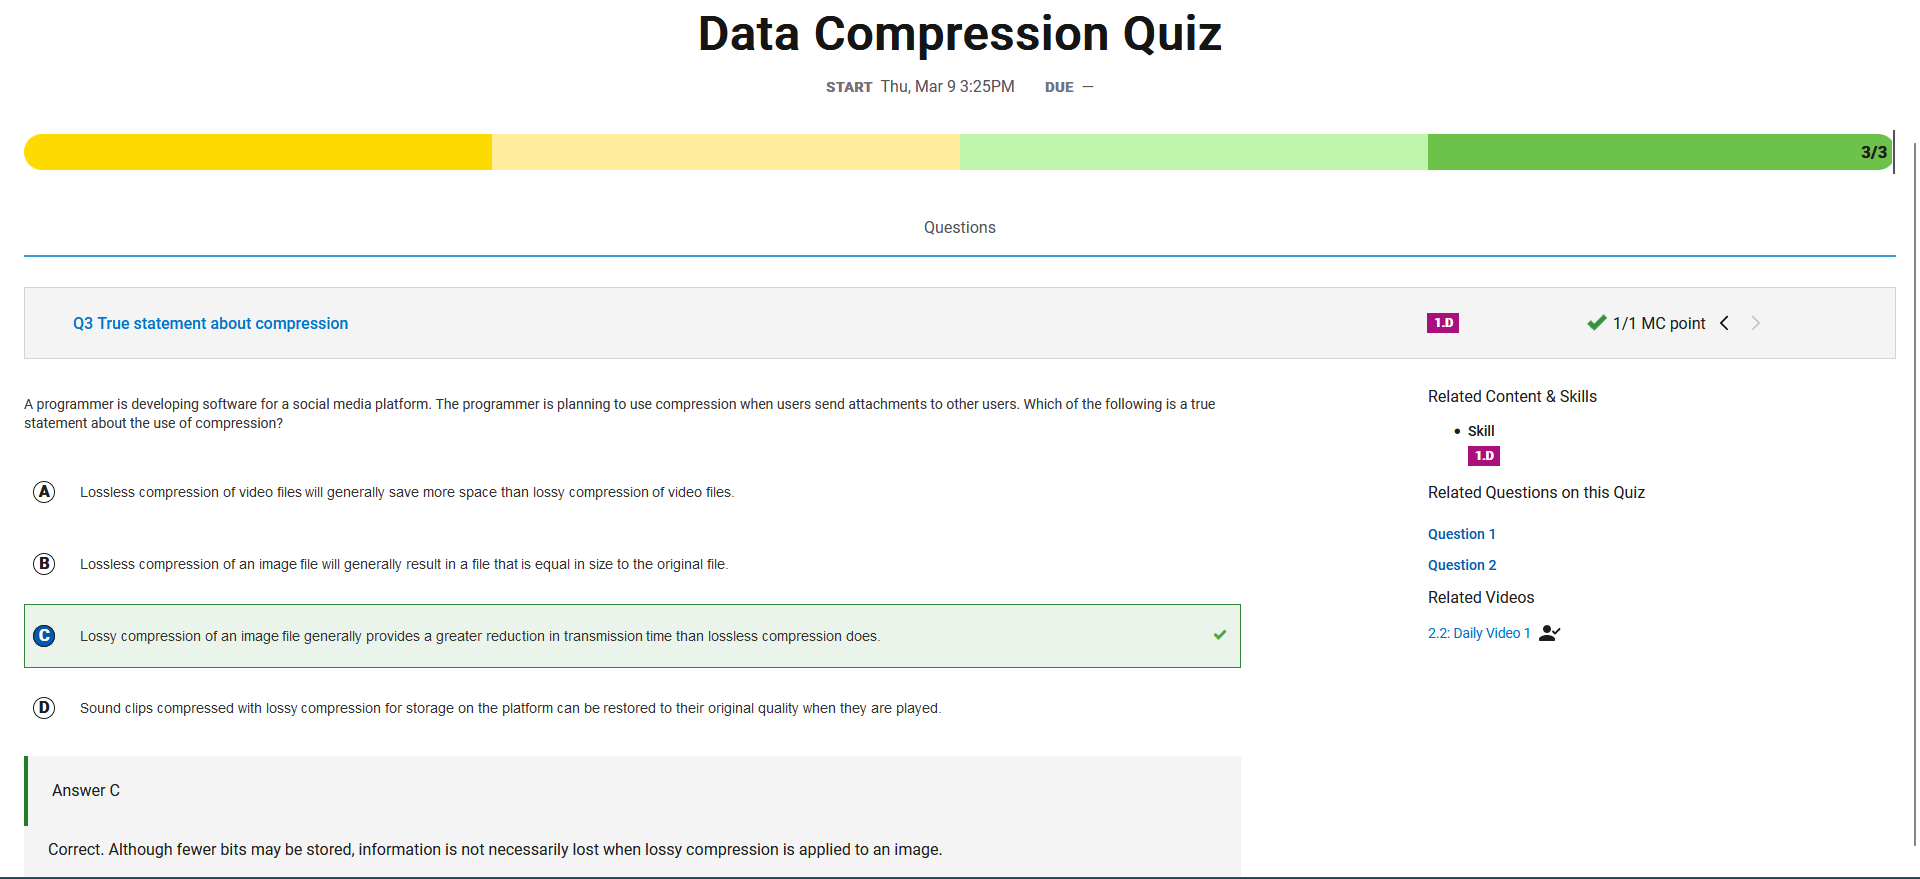 Data Compression Quiz
START Thu, Mar 9 3:25PM DUE —
3/3
Questions
Q3 True statement about compression
1.D
1/1 MC point
A programmer is developing software for a social media platform. The programmer is planning to use compression when users send attachments to other users. Which of the following is a true
statement about the use of compression?
A Lossless compression of video files will generally save more space than lossy compression of video files.
B Lossless compression of an image file will generally result in a file that is equal in size to the original file.
C Lossy compression of an image file generally provides a greater reduction in transmission time than lossless compression does.
D Sound clips compressed with lossy compression for storage on the platform can be restored to their original quality when they are played.
Answer C
Correct. Although fewer bits may be stored, information is not necessarily lost when lossy compression is applied to an image.
Related Content & Skills
• Skill
1.D
Related Questions on this Quiz
Question 1
Question 2
Related Videos
2.2: Daily Video 1